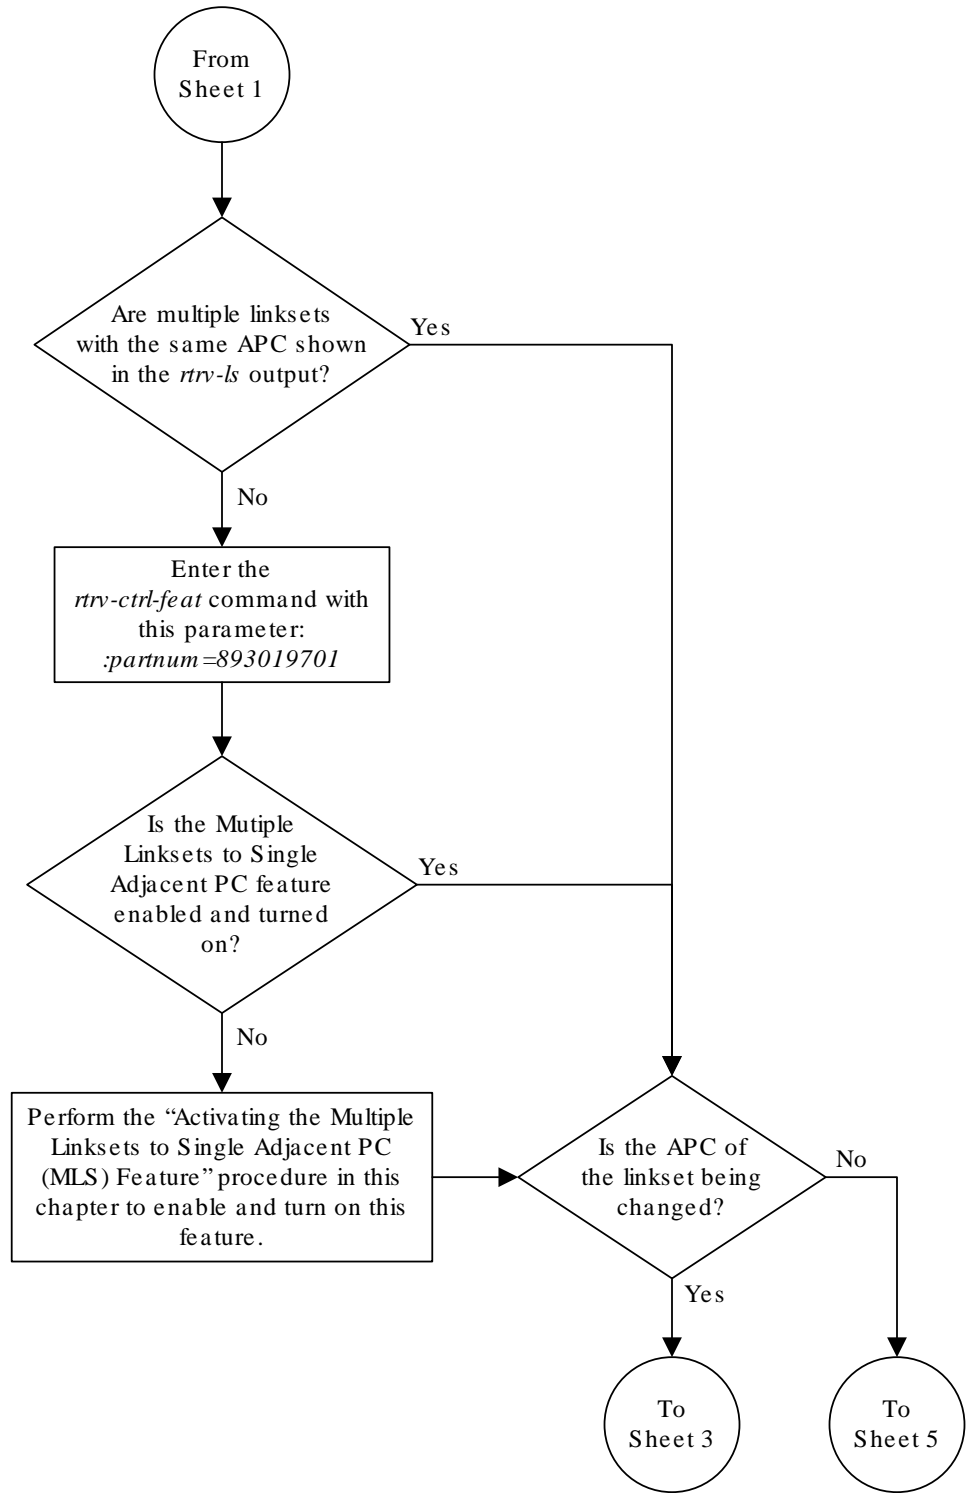 From
Sheet 1
Are multiple linksets
with the same APC shown
in the rtrv-ls output?
Yes
No
Enter the
rtrv-ctrl-feat command with
this parameter:
:partnum=893019701
Is the Mutiple
Linksets to Single
Adjacent PC feature
enabled and turned
on?
Yes
No
Perform the “Activating the Multiple
Linksets to Single Adjacent PC
(MLS) Feature” procedure in this
chapter to enable and turn on this
feature.
Is the APC of
the linkset being
changed?
No
Yes
To
Sheet 3
To
Sheet 5